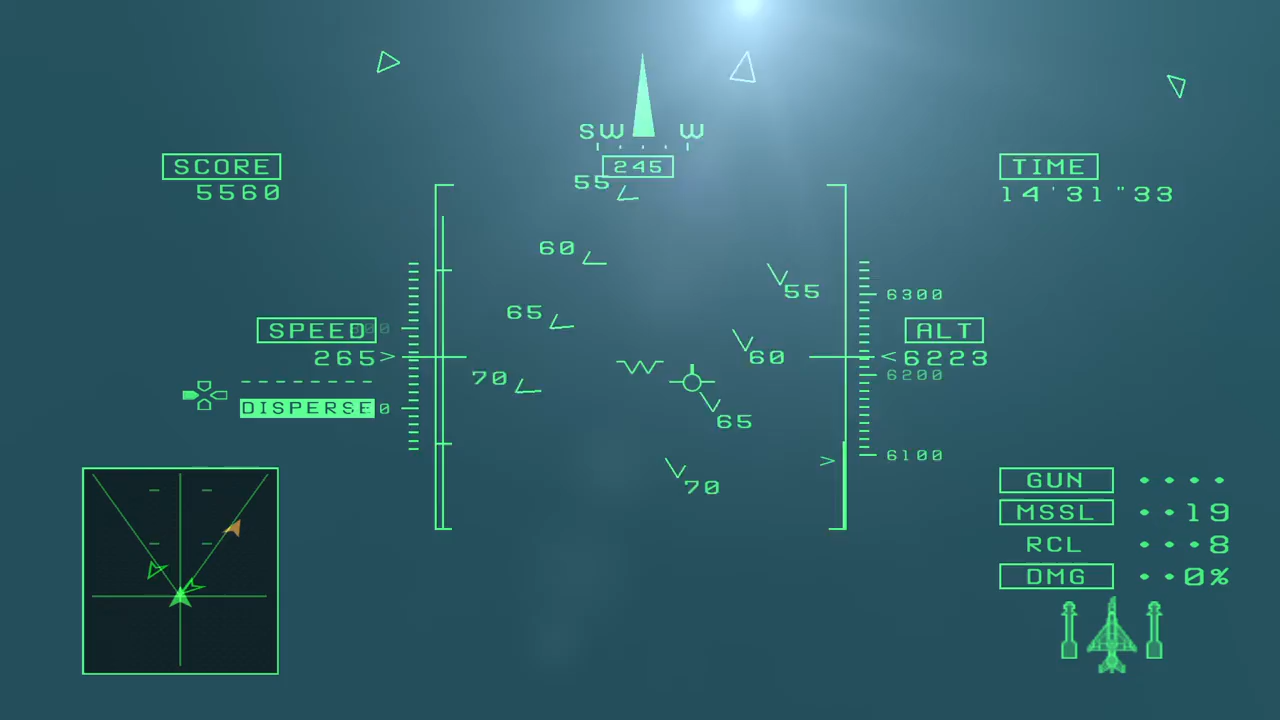 SW W
245
SCORE
5560
TIME
14'31"33
55
60
55
65
60
70
65
70
SPEED
265>
DISPERSE
6300
ALT
<6223
6200
6100
GUN ····
MSSL ··19
RCL ···8
DMG ··0%